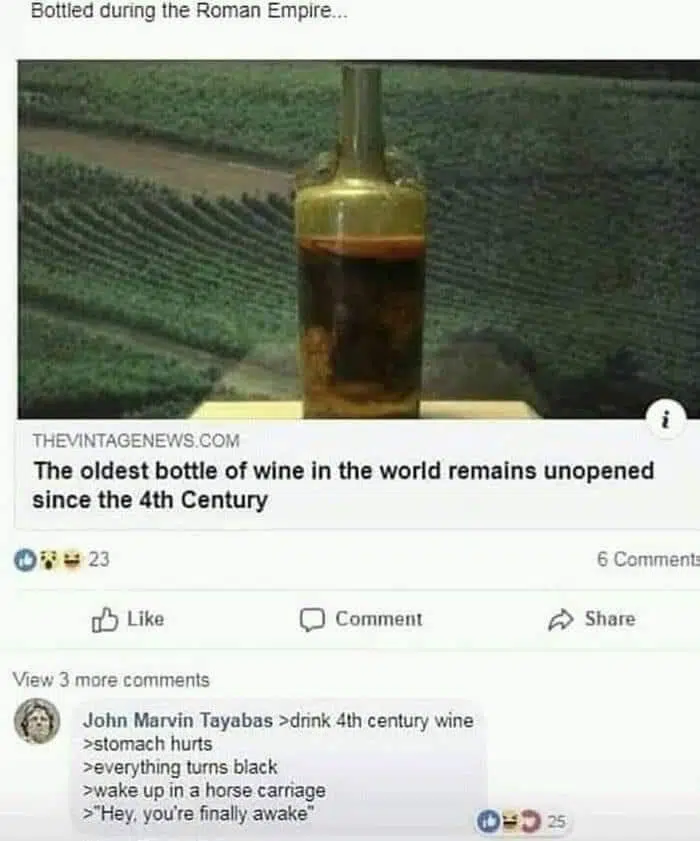 Bottled during the Roman Empire...
i
THEVINTAGENEWS.COM
The oldest bottle of wine in the world remains unopened
since the 4th Century
23
6 Comments
Like
Comment
Share
View 3 more comments
John Marvin Tayabas >drink 4th century wine
>stomach hurts
>everything turns black
>wake up in a horse carriage
>"Hey, you're finally awake"
25